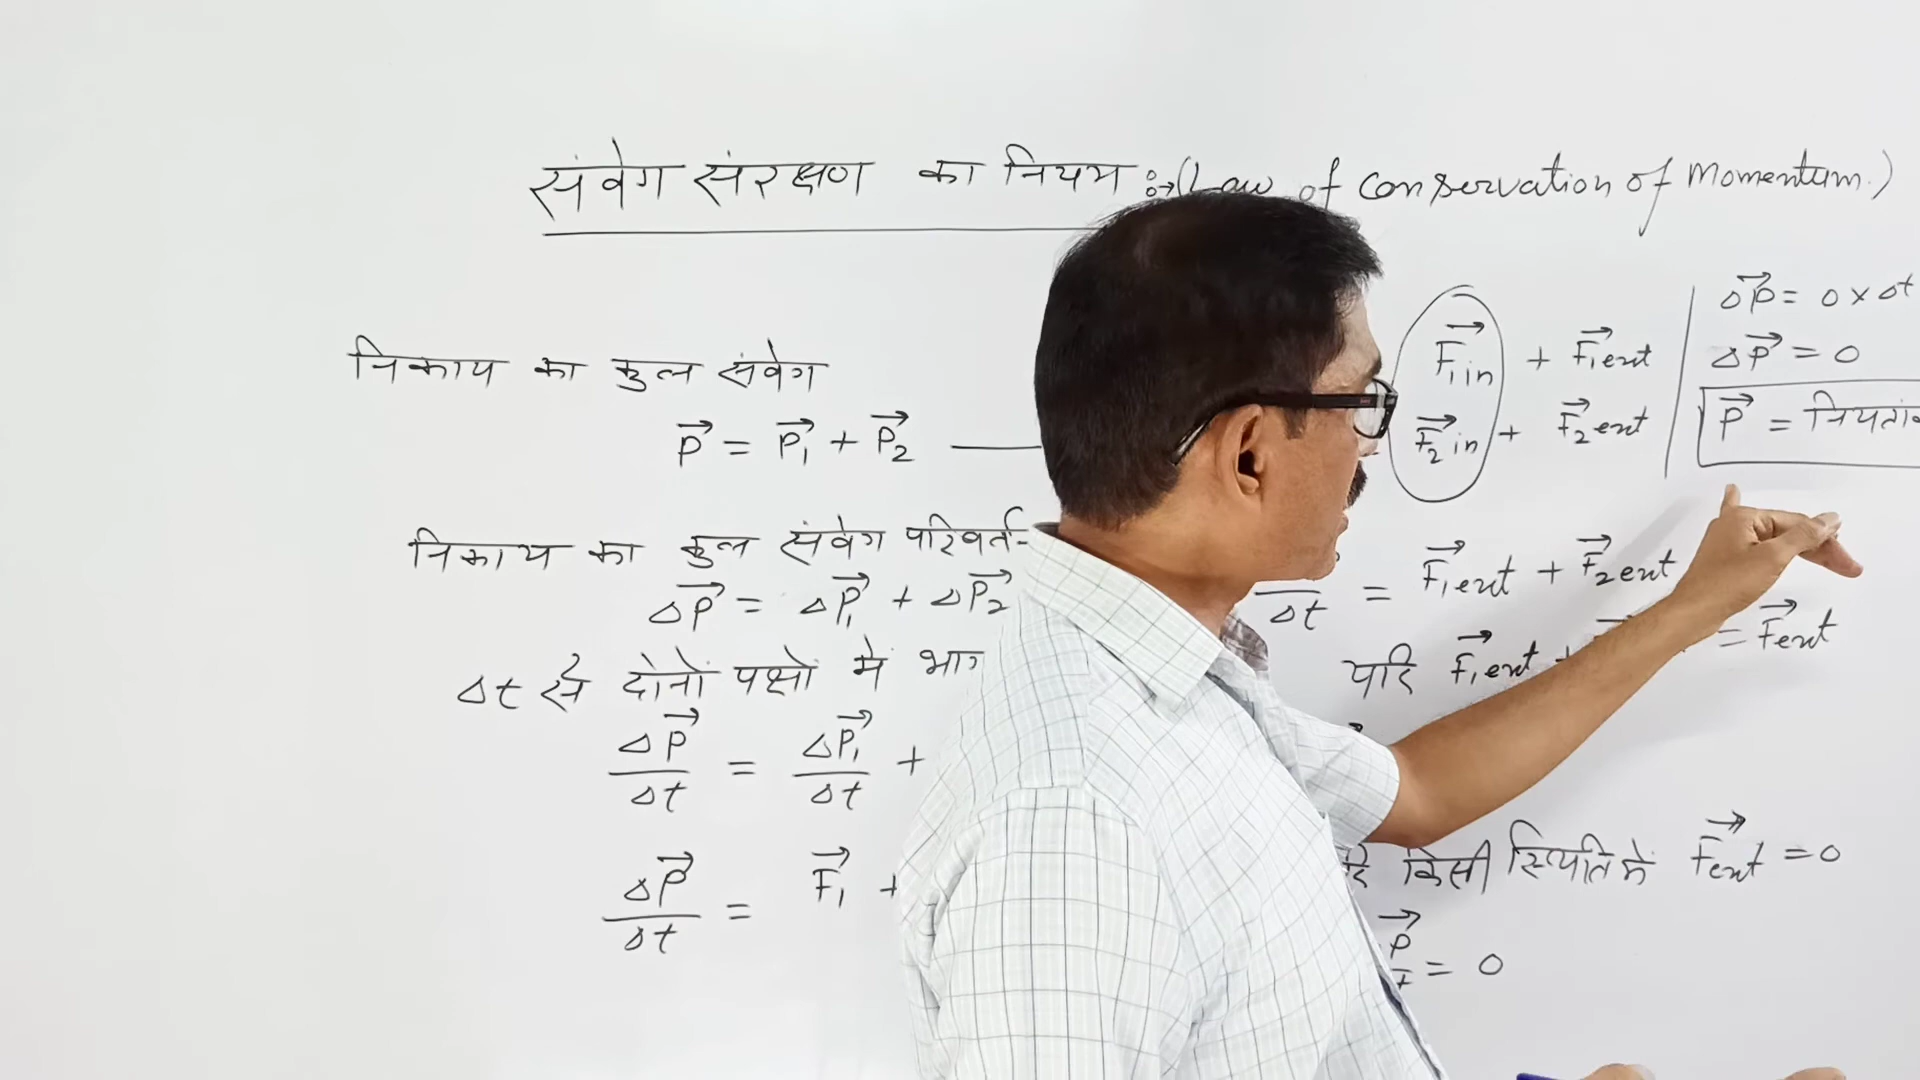 संवेग संरक्षण का नियम :→ (Law of Conservation of Momentum.)
निकाय का कुल संवेग
P⃗ = P⃗₁ + P⃗₂
निकाय का कुल संवेग परिवर्त
ΔP⃗ = ΔP⃗₁ + ΔP⃗₂
Δt से दोनों पक्षो में भाग
ΔP⃗/Δt = ΔP⃗₁/Δt +
ΔP⃗/Δt = F⃗₁ +
F⃗₁in + F⃗₁ext
F⃗₂in + F⃗₂ext
Δt = F⃗₁ext + F⃗₂ext
यदि F⃗₁ext + = F⃗ext
किसी स्थिति में F⃗ext = 0
P⃗ = 0
ΔP⃗ = 0 × Δt
ΔP⃗ = 0
P⃗ = नियतांक